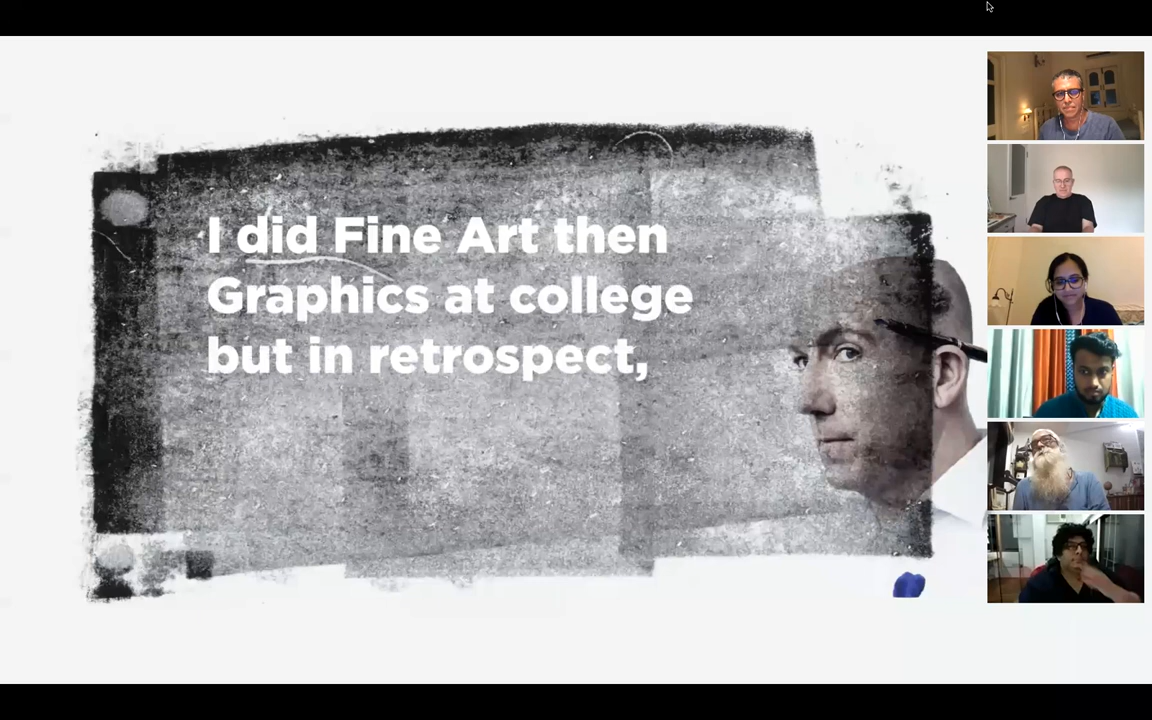 I did Fine Art then
Graphics at college
but in retrospect,